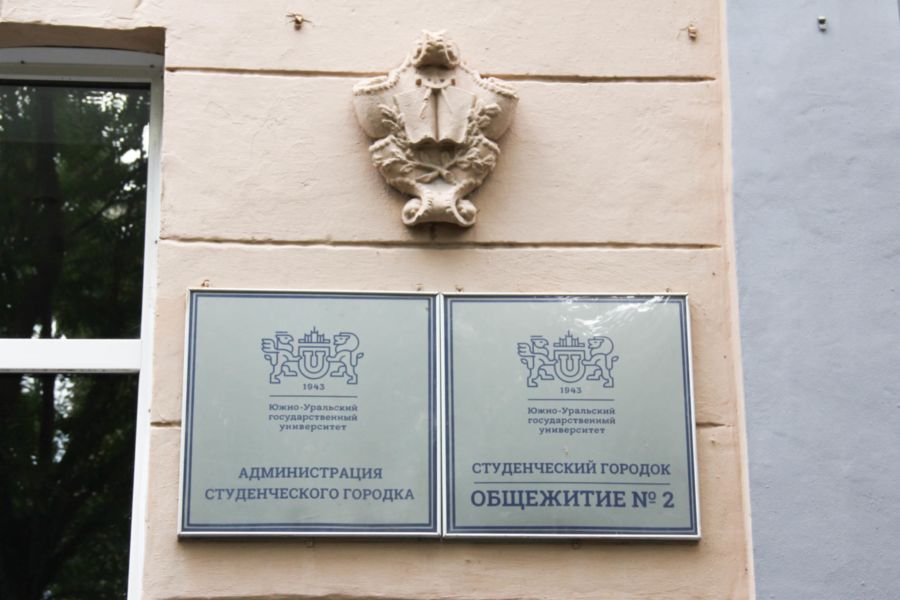 1943
Южно-Уральский
государственный
университет
АДМИНИСТРАЦИЯ
СТУДЕНЧЕСКОГО ГОРОДКА
1943
Южно-Уральский
государственный
университет
СТУДЕНЧЕСКИЙ ГОРОДОК
ОБЩЕЖИТИЕ № 2